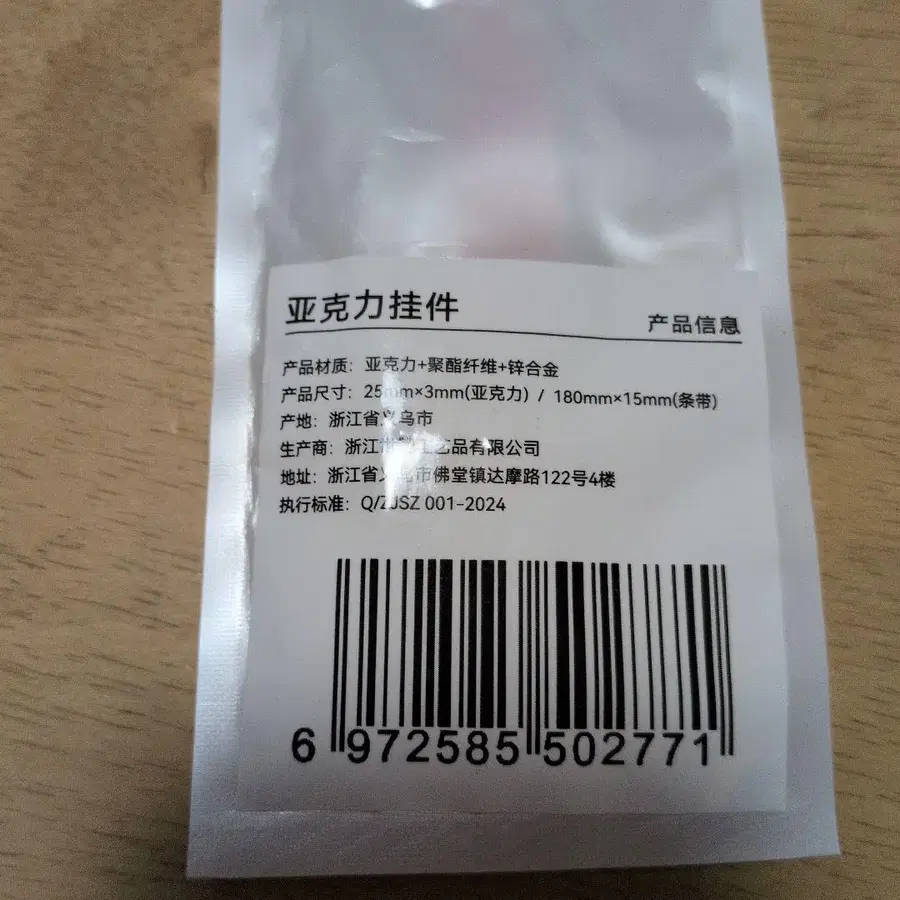 亚克力挂件
产品信息
产品材质：亚克力+聚酯纤维+锌合金
产品尺寸：25mm×3mm(亚克力) / 180mm×15mm(条带)
产地：浙江省义乌市
生产商：浙江 工艺品有限公司
地址：浙江省义乌市佛堂镇达摩路122号4楼
执行标准：Q/ZJSZ 001-2024
6 972585 502771